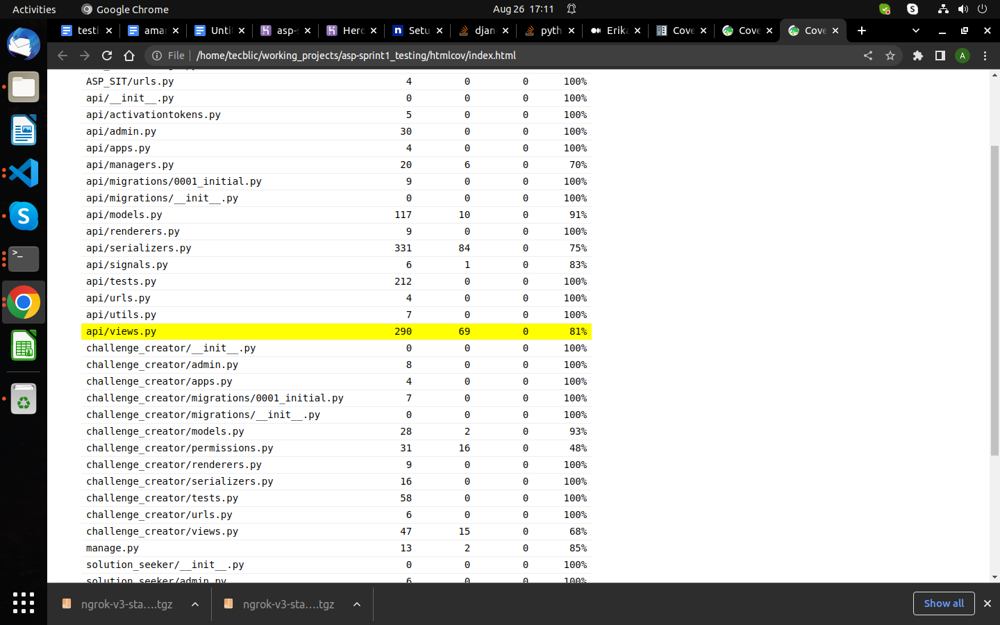 Activities Google Chrome Aug 26 17:11
testi amar Unti asp-s Hero Setu djan pyth Erika Cove Cove Cove
File /home/tecblic/working_projects/asp-sprint1_testing/htmlcov/index.html A
ASP_SIT/urls.py 4 0 0 100%
api/__init__.py 0 0 0 100%
api/activationtokens.py 5 0 0 100%
api/admin.py 30 0 0 100%
api/apps.py 4 0 0 100%
api/managers.py 20 6 0 70%
api/migrations/0001_initial.py 9 0 0 100%
api/migrations/__init__.py 0 0 0 100%
api/models.py 117 10 0 91%
api/renderers.py 9 0 0 100%
api/serializers.py 331 84 0 75%
api/signals.py 6 1 0 83%
api/tests.py 212 0 0 100%
api/urls.py 4 0 0 100%
api/utils.py 7 0 0 100%
api/views.py 290 69 0 81%
challenge_creator/__init__.py 0 0 0 100%
challenge_creator/admin.py 8 0 0 100%
challenge_creator/apps.py 4 0 0 100%
challenge_creator/migrations/0001_initial.py 7 0 0 100%
challenge_creator/migrations/__init__.py 0 0 0 100%
challenge_creator/models.py 28 2 0 93%
challenge_creator/permissions.py 31 16 0 48%
challenge_creator/renderers.py 9 0 0 100%
challenge_creator/serializers.py 16 0 0 100%
challenge_creator/tests.py 58 0 0 100%
challenge_creator/urls.py 6 0 0 100%
challenge_creator/views.py 47 15 0 68%
manage.py 13 2 0 85%
solution_seeker/__init__.py 0 0 0 100%
solution_seeker/admin.py 6 0 0 100%
ngrok-v3-sta....tgz ngrok-v3-sta....tgz Show all